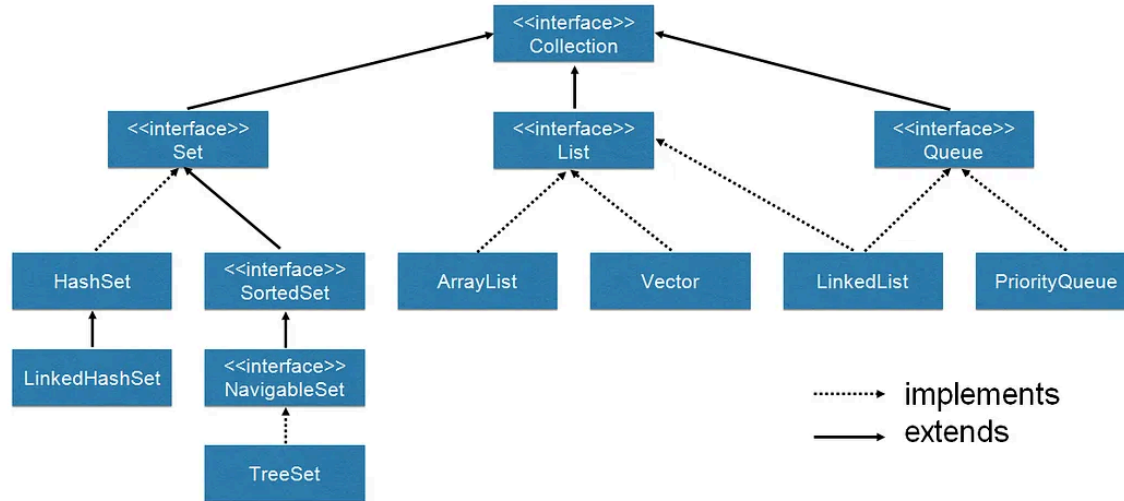 <<interface>>
Collection
<<interface>>
Set
<<interface>>
List
<<interface>>
Queue
HashSet
<<interface>>
SortedSet
ArrayList
Vector
LinkedList
PriorityQueue
LinkedHashSet
<<interface>>
NavigableSet
TreeSet
implements
extends